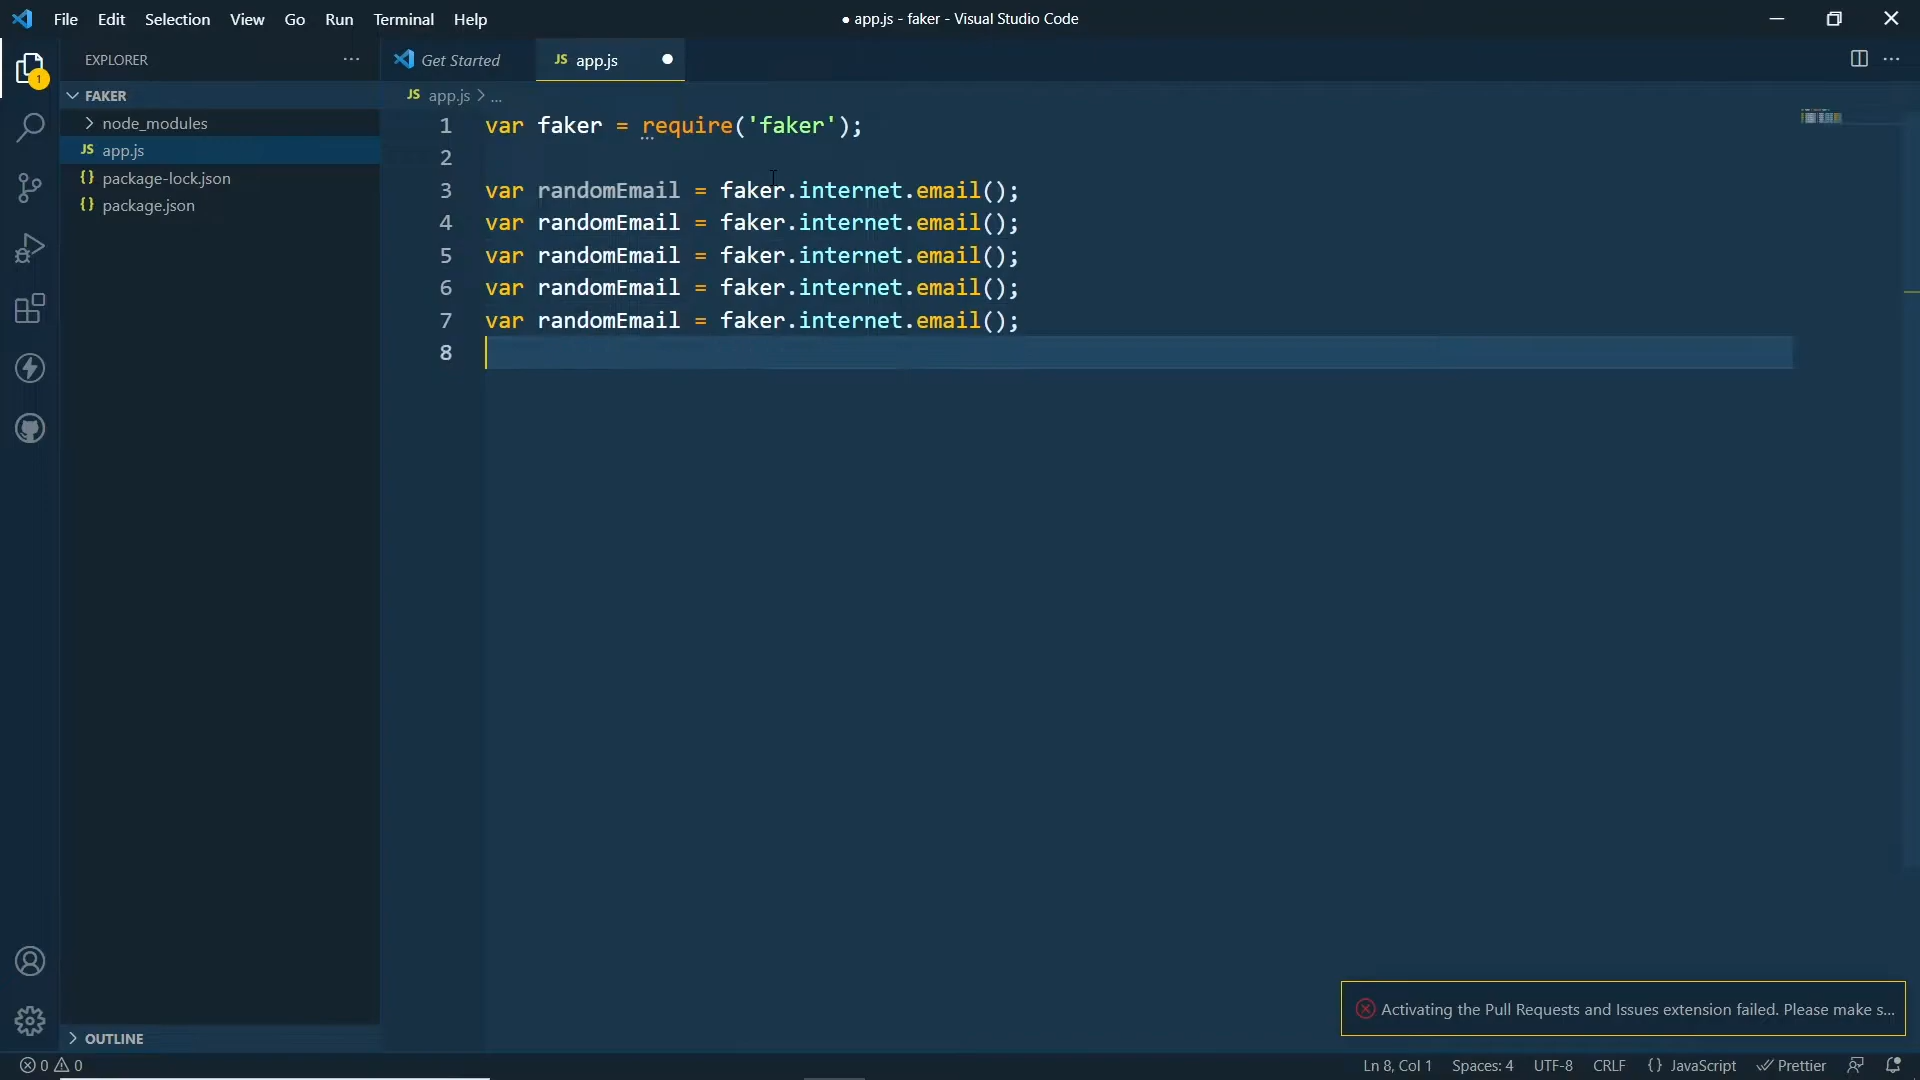 File Edit Selection View Go Run Terminal Help
● app.js - faker - Visual Studio Code
EXPLORER
Get Started
JS app.js
1
FAKER
JS app.js > ...
node_modules
JS app.js
{} package-lock.json
{} package.json
1 var faker = require('faker');
2
3 var randomEmail = faker.internet.email();
4 var randomEmail = faker.internet.email();
5 var randomEmail = faker.internet.email();
6 var randomEmail = faker.internet.email();
7 var randomEmail = faker.internet.email();
8
Activating the Pull Requests and Issues extension failed. Please make s...
OUTLINE
0 0
Ln 8, Col 1 Spaces: 4 UTF-8 CRLF {} JavaScript Prettier